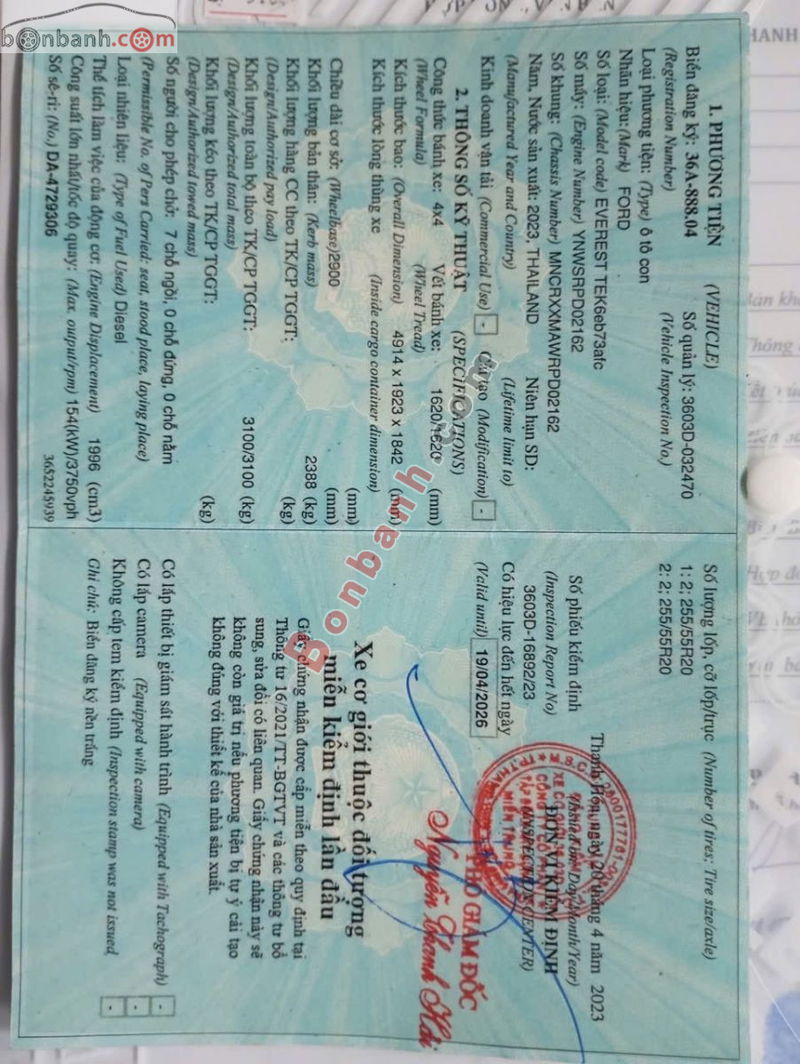 bonbanh.com
1. PHƯƠNG TIỆN (VEHICLE)
Biển đăng ký: 36A-888.04 Số quản lý: 3603D-032470
(Registration Number) (Vehicle Inspection No.)
Loại phương tiện: (Type) ô tô con
Nhãn hiệu: (Mark) FORD
Số loại: (Model code) EVEREST TEK6eb73afc
Số máy: (Engine Number) YNWSRPD02162
Số khung: (Chassis Number) MNCRXXMAWRPD02162
Năm, Nước sản xuất: 2023, THAILAND Niên hạn SD:
(Manufactured Year and Country) (Lifetime limit to)
Kinh doanh vận tải (Commercial Use) - Cải tạo (Modification) -
2. THÔNG SỐ KỸ THUẬT (SPECIFICATIONS)
Công thức bánh xe: 4x4 Vết bánh xe: 1620/1620 (mm)
(Wheel Formula) (Wheel Tread)
Kích thước bao: (Overall Dimension) 4914 x 1923 x 1842 (mm)
Kích thước lòng thùng xe (Inside cargo container dimension)
(mm)
Chiều dài cơ sở: (Wheelbase) 2900 (mm)
Khối lượng bản thân: (Kerb mass) 2388 (kg)
Khối lượng hàng CC theo TK/CP TGGT: (kg)
(Design/Authorized pay load)
Khối lượng toàn bộ theo TK/CP TGGT: 3100/3100 (kg)
(Design/Authorized total mass)
Khối lượng kéo theo TK/CP TGGT: (kg)
(Design/Authorized towed mass)
Số người cho phép chở: 7 chỗ ngồi, 0 chỗ đứng, 0 chỗ nằm
(Permissible No. of Pers Carried: seat, stood place, laying place)
Loại nhiên liệu: (Type of Fuel Used) Diesel
Thể tích làm việc của động cơ: (Engine Displacement) 1996 (cm3)
Công suất lớn nhất/tốc độ quay: (Max. output/rpm) 154(kW)/3750vph
Số sê-ri: (No.) DA-4729306 3652245939
Số lượng lốp, cỡ lốp/trục (Number of tires; Tire size/axle)
1: 2; 255/55R20
2: 2; 255/55R20
Số phiếu kiểm định
(Inspection Report No)
3603D-16892/23
Có hiệu lực đến hết ngày
(Valid until) 19/04/2026
Thanh Hóa, ngày 20 tháng 4 năm 2023
(Issued on: Day/Month/Year)
ĐƠN VỊ KIỂM ĐỊNH
(INSPECTION CENTER)
PHÓ GIÁM ĐỐC
Nguyễn Thanh Hải
Xe cơ giới thuộc đối tượng
miễn kiểm định lần đầu
Giấy chứng nhận được cấp miễn theo quy định tại
Thông tư 16/2021/TT-BGTVT và các thông tư bổ
sung, sửa đổi có liên quan. Giấy chứng nhận này sẽ
không còn giá trị nếu phương tiện bị tự ý cải tạo
không đúng với thiết kế của nhà sản xuất.
Có lắp thiết bị giám sát hành trình (Equipped with Tachograph) -
Có lắp camera (Equipped with camera) -
Không cấp tem kiểm định (Inspection stamp was not issued -
Ghi chú: Biển đăng ký nền trắng
Bonbanh.com